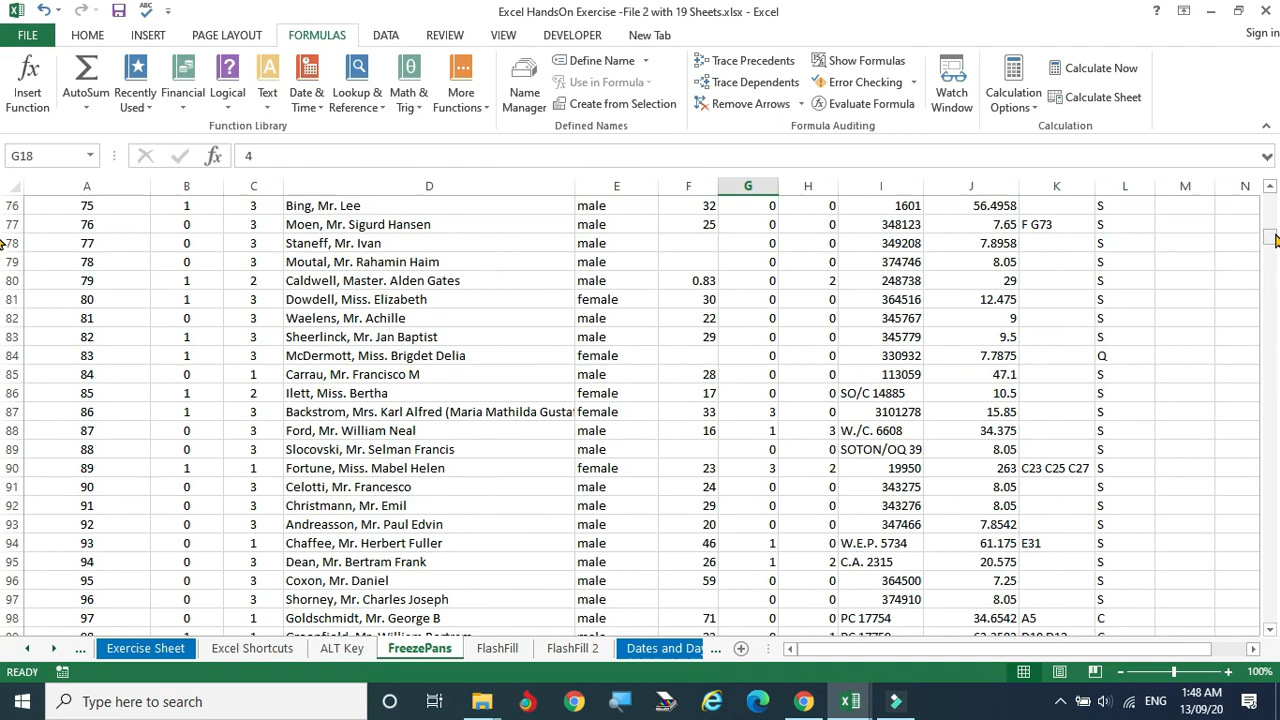 Excel HandsOn Exercise -File 2 with 19 Sheets.xlsx - Excel
FILE HOME INSERT PAGE LAYOUT FORMULAS DATA REVIEW VIEW DEVELOPER New Tab Sign in
Insert Function AutoSum Recently Used Financial Logical Text Date & Time Lookup & Reference Math & Trig More Functions
Function Library
Name Manager Define Name Use in Formula Create from Selection
Defined Names
Trace Precedents Show Formulas
Trace Dependents Error Checking
Remove Arrows Evaluate Formula
Formula Auditing
Watch Window
Calculation Options Calculate Now
Calculate Sheet
Calculation
G18 fx 4
A B C D E F G H I J K L M N
76 75 1 3 Bing, Mr. Lee male 32 0 0 1601 56.4958 S
77 76 0 3 Moen, Mr. Sigurd Hansen male 25 0 0 348123 7.65 F G73 S
78 77 0 3 Staneff, Mr. Ivan male 0 0 349208 7.8958 S
79 78 0 3 Moutal, Mr. Rahamin Haim male 0 0 374746 8.05 S
80 79 1 2 Caldwell, Master. Alden Gates male 0.83 0 2 248738 29 S
81 80 1 3 Dowdell, Miss. Elizabeth female 30 0 0 364516 12.475 S
82 81 0 3 Waelens, Mr. Achille male 22 0 0 345767 9 S
83 82 1 3 Sheerlinck, Mr. Jan Baptist male 29 0 0 345779 9.5 S
84 83 1 3 McDermott, Miss. Brigdet Delia female 0 0 330932 7.7875 Q
85 84 0 1 Carrau, Mr. Francisco M male 28 0 0 113059 47.1 S
86 85 1 2 Ilett, Miss. Bertha female 17 0 0 SO/C 14885 10.5 S
87 86 1 3 Backstrom, Mrs. Karl Alfred (Maria Mathilda Gustaf female 33 3 0 3101278 15.85 S
88 87 0 3 Ford, Mr. William Neal male 16 1 3 W./C. 6608 34.375 S
89 88 0 3 Slocovski, Mr. Selman Francis male 0 0 SOTON/OQ 39 8.05 S
90 89 1 1 Fortune, Miss. Mabel Helen female 23 3 2 19950 263 C23 C25 C27 S
91 90 0 3 Celotti, Mr. Francesco male 24 0 0 343275 8.05 S
92 91 0 3 Christmann, Mr. Emil male 29 0 0 343276 8.05 S
93 92 0 3 Andreasson, Mr. Paul Edvin male 20 0 0 347466 7.8542 S
94 93 0 1 Chaffee, Mr. Herbert Fuller male 46 1 0 W.E.P. 5734 61.175 E31 S
95 94 0 3 Dean, Mr. Bertram Frank male 26 1 2 C.A. 2315 20.575 S
96 95 0 3 Coxon, Mr. Daniel male 59 0 0 364500 7.25 S
97 96 0 3 Shorney, Mr. Charles Joseph male 0 0 374910 8.05 S
98 97 0 1 Goldschmidt, Mr. George B male 71 0 0 PC 17754 34.6542 A5 C
... Exercise Sheet Excel Shortcuts ALT Key FreezePans FlashFill FlashFill 2 Dates and Day ...
READY 100%
Type here to search ENG 1:48 AM
13/09/20